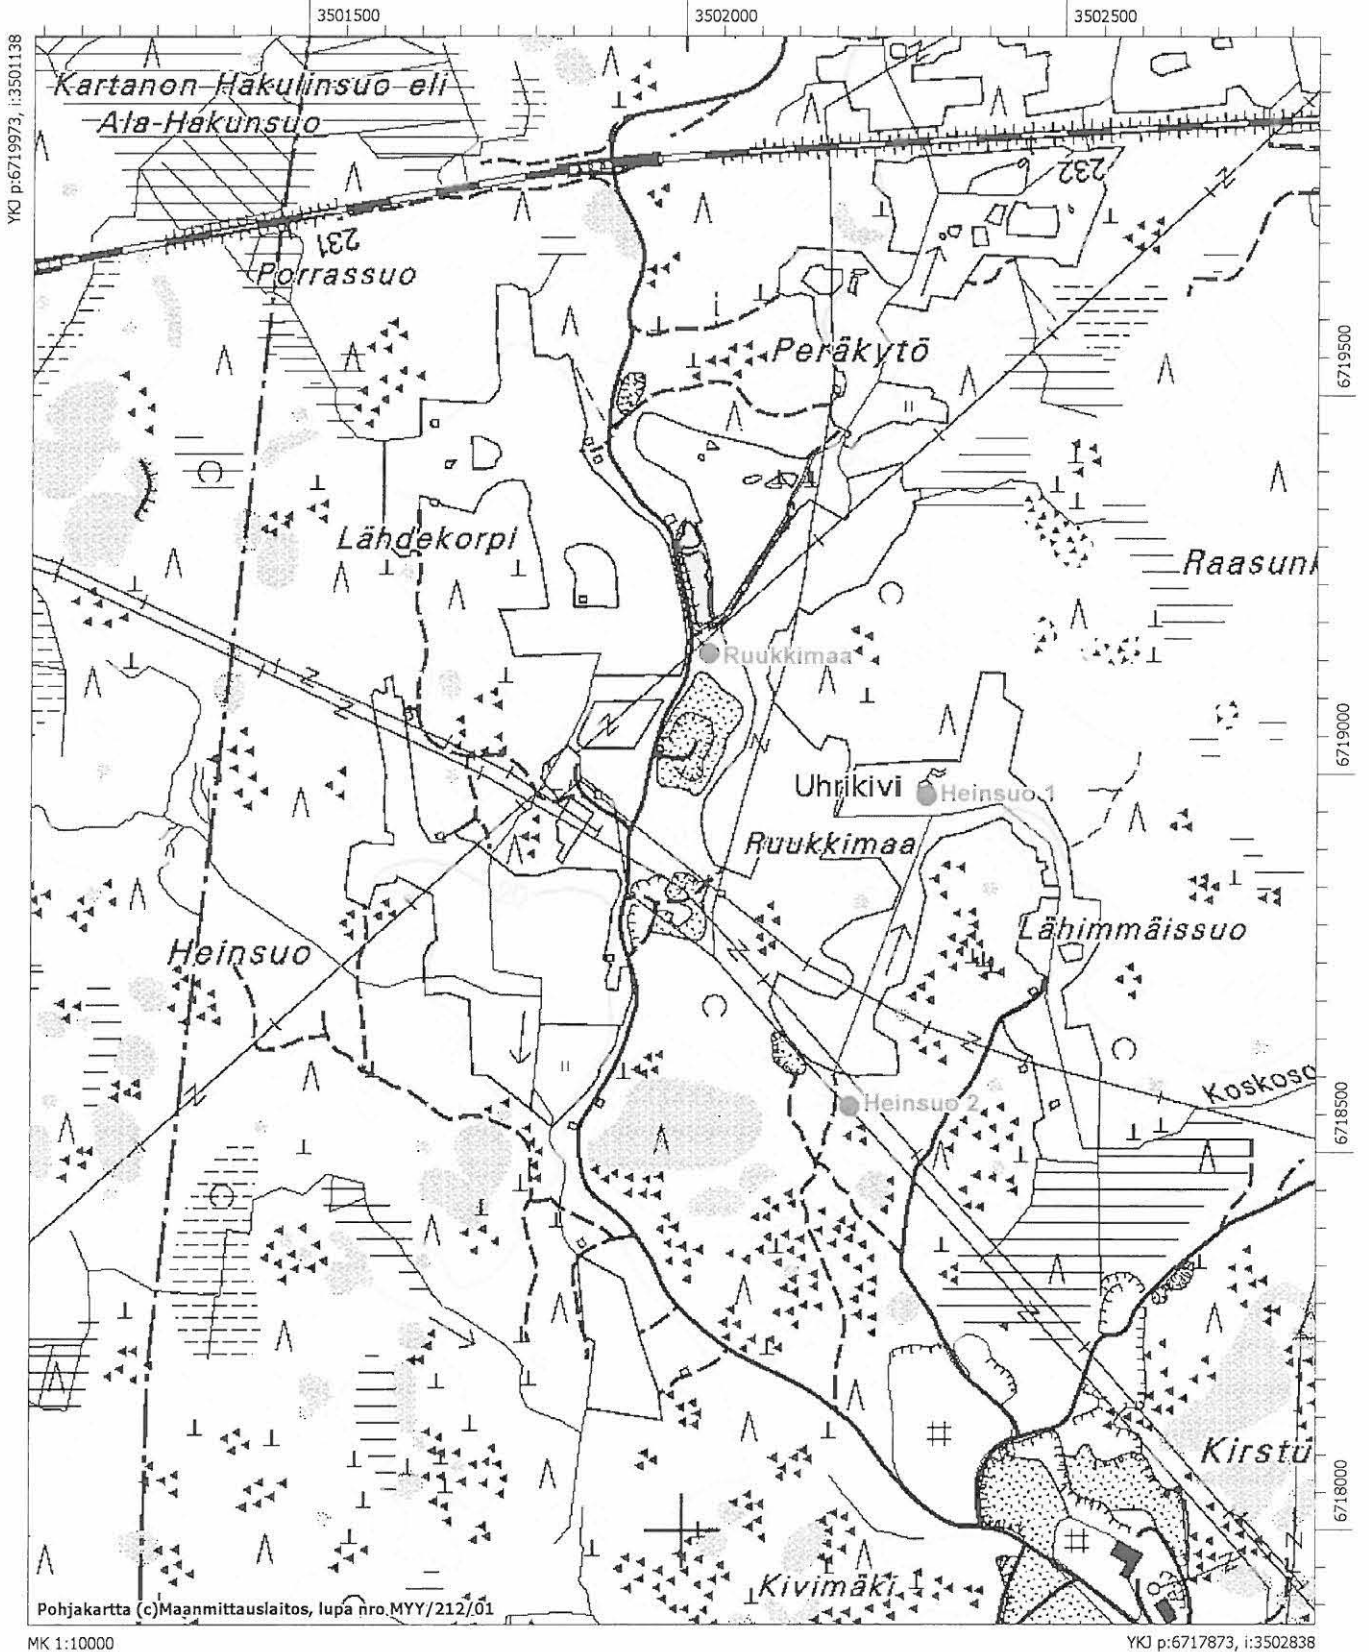 3501500
3502000
3502500
YKJ p:6719973, i:3501138
Kartanon Hakulinsuo eli
Ala-Hakunsuo
232
231
Porrassuo
6719500
Peräkytö
Lähdekorpi
Raasunk
Ruukkimaa
6719000
Uhrikivi
Heinsuo 1
Ruukkimaa
Heinsuo
Lähimmäissuo
Koskoso
Heinsuo 2
6718500
Kirstu
6718000
Kivimäki
Pohjakartta (c)Maanmittauslaitos, lupa nro MYY/212/01
MK 1:10000
YKJ p:6717873, i:3502838